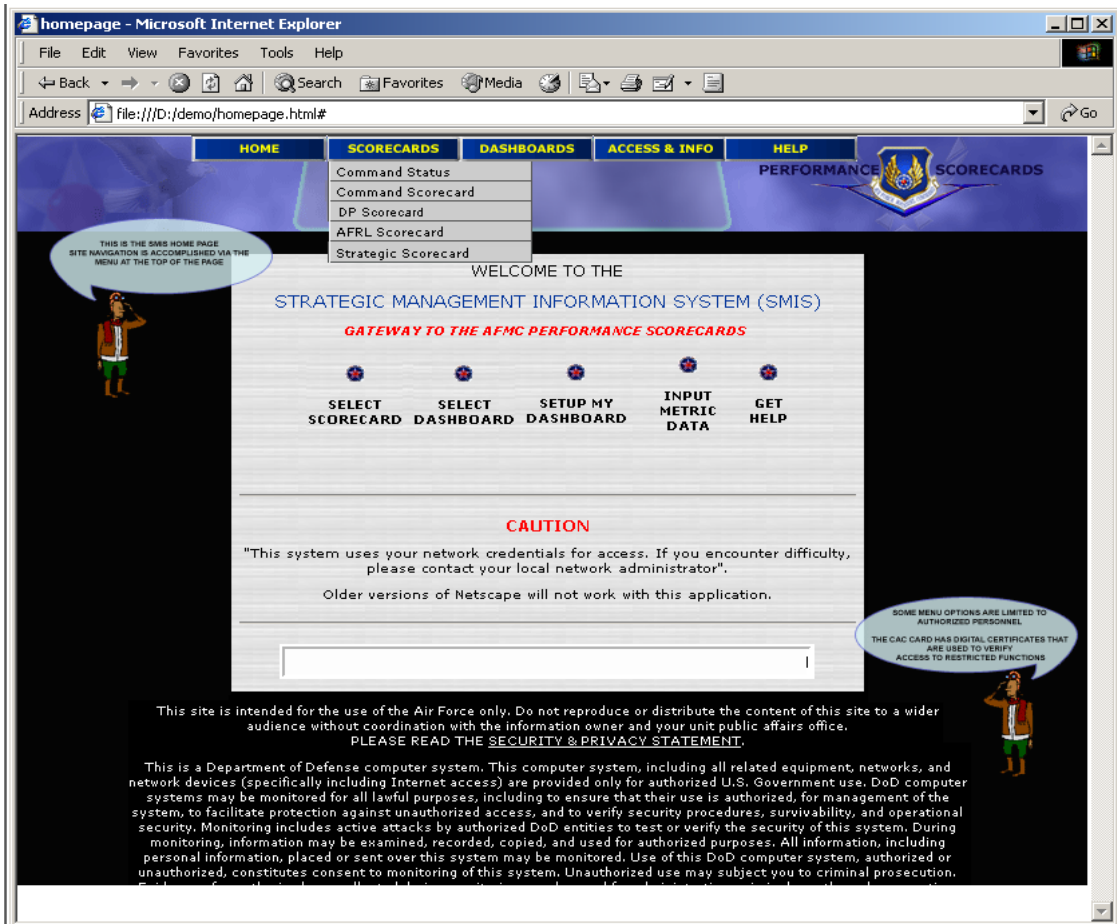 homepage - Microsoft Internet Explorer
File Edit View Favorites Tools Help
Back Search Favorites Media
Address file:///D:/demo/homepage.html# Go
HOME SCORECARDS DASHBOARDS ACCESS & INFO HELP
PERFORMANCE SCORECARDS
Command Status
Command Scorecard
DP Scorecard
AFRL Scorecard
Strategic Scorecard
THIS IS THE SMIS HOME PAGE
SITE NAVIGATION IS ACCOMPLISHED VIA THE
MENU AT THE TOP OF THE PAGE
WELCOME TO THE
STRATEGIC MANAGEMENT INFORMATION SYSTEM (SMIS)
GATEWAY TO THE AFMC PERFORMANCE SCORECARDS
SELECT
SCORECARD
SELECT
DASHBOARD
SETUP MY
DASHBOARD
INPUT
METRIC
DATA
GET
HELP
CAUTION
"This system uses your network credentials for access. If you encounter difficulty,
please contact your local network administrator".
Older versions of Netscape will not work with this application.
SOME MENU OPTIONS ARE LIMITED TO
AUTHORIZED PERSONNEL
THE CAC CARD HAS DIGITAL CERTIFICATES THAT
ARE USED TO VERIFY
ACCESS TO RESTRICTED FUNCTIONS
This site is intended for the use of the Air Force only. Do not reproduce or distribute the content of this site to a wider
audience without coordination with the information owner and your unit public affairs office.
PLEASE READ THE SECURITY & PRIVACY STATEMENT.
This is a Department of Defense computer system. This computer system, including all related equipment, networks, and
network devices (specifically including Internet access) are provided only for authorized U.S. Government use. DoD computer
systems may be monitored for all lawful purposes, including to ensure that their use is authorized, for management of the
system, to facilitate protection against unauthorized access, and to verify security procedures, survivability, and operational
security. Monitoring includes active attacks by authorized DoD entities to test or verify the security of this system. During
monitoring, information may be examined, recorded, copied, and used for authorized purposes. All information, including
personal information, placed or sent over this system may be monitored. Use of this DoD computer system, authorized or
unauthorized, constitutes consent to monitoring of this system. Unauthorized use may subject you to criminal prosecution.